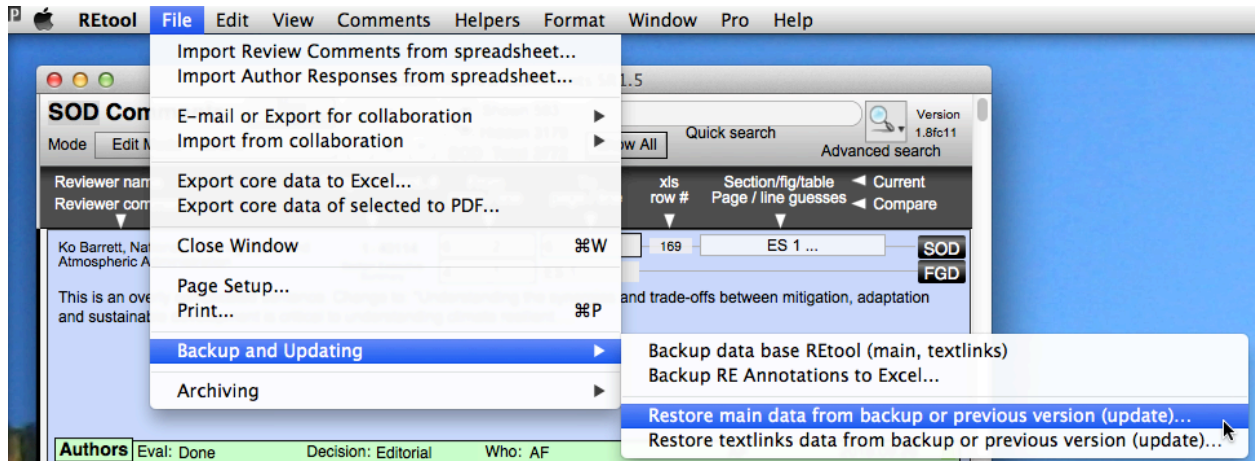 REtool File Edit View Comments Helpers Format Window Pro Help
Import Review Comments from spreadsheet...
Import Author Responses from spreadsheet...
1.5
SOD Com
E-mail or Export for collaboration
Import from collaboration
Mode Edit
Show All
Quick search
Version
1.8fc11
Advanced search
Reviewer nam
Reviewer com
Export core data to Excel...
Export core data of selected to PDF...
xls
row #
Section/fig/table
Page / line guesses
Current
Compare
Close Window ⌘W
Ko Barrett, Nat
Atmospheric A
169
ES 1 ...
SOD
FGD
Page Setup...
Print... ⌘P
This is an ove
and trade-offs between mitigation, adaptation
and sustainab
Backup and Updating
Archiving
Backup data base REtool (main, textlinks)
Backup RE Annotations to Excel...
Restore main data from backup or previous version (update)...
Restore textlinks data from backup or previous version (update)...
Authors Eval: Done Decision: Editorial Who: AF